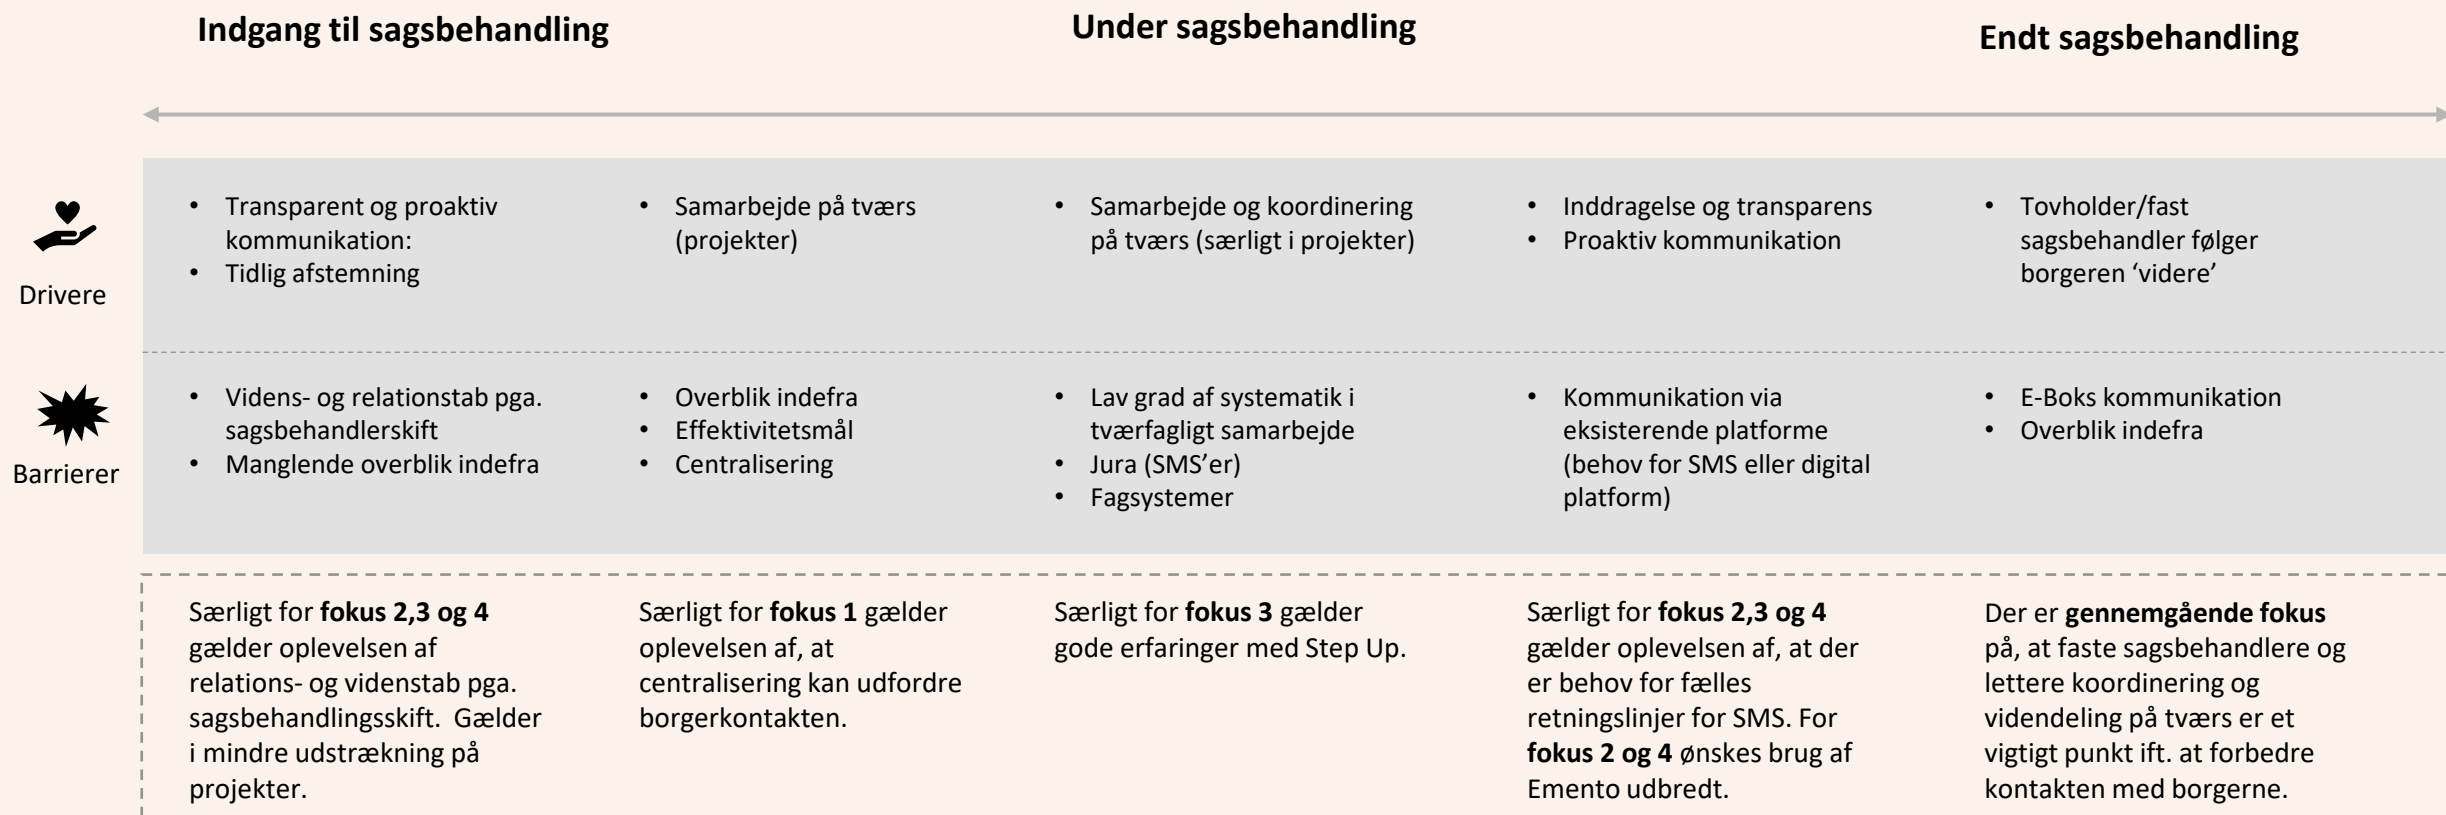 Indgang til sagsbehandling
Under sagsbehandling
Endt sagsbehandling
Drivere
• Transparent og proaktiv
kommunikation:
• Tidlig afstemning
• Samarbejde på tværs
(projekter)
• Samarbejde og koordinering
på tværs (særligt i projekter)
• Inddragelse og transparens
• Proaktiv kommunikation
• Tovholder/fast
sagsbehandler følger
borgeren ‘videre’
Barrierer
• Videns- og relationstab pga.
sagsbehandlerskift
• Manglende overblik indefra
• Overblik indefra
• Effektivitetsmål
• Centralisering
• Lav grad af systematik i
tværfagligt samarbejde
• Jura (SMS’er)
• Fagsystemer
• Kommunikation via
eksisterende platforme
(behov for SMS eller digital
platform)
• E-Boks kommunikation
• Overblik indefra
Særligt for fokus 2,3 og 4
gælder oplevelsen af
relations- og videnstab pga.
sagsbehandlingsskift.  Gælder
i mindre udstrækning på
projekter.
Særligt for fokus 1 gælder
oplevelsen af, at
centralisering kan udfordre
borgerkontakten.
Særligt for fokus 3 gælder
gode erfaringer med Step Up.
Særligt for fokus 2,3 og 4
gælder oplevelsen af, at der
er behov for fælles
retningslinjer for SMS. For
fokus 2 og 4 ønskes brug af
Emento udbredt.
Der er gennemgående fokus
på, at faste sagsbehandlere og
lettere koordinering og
videndeling på tværs er et
vigtigt punkt ift. at forbedre
kontakten med borgerne.